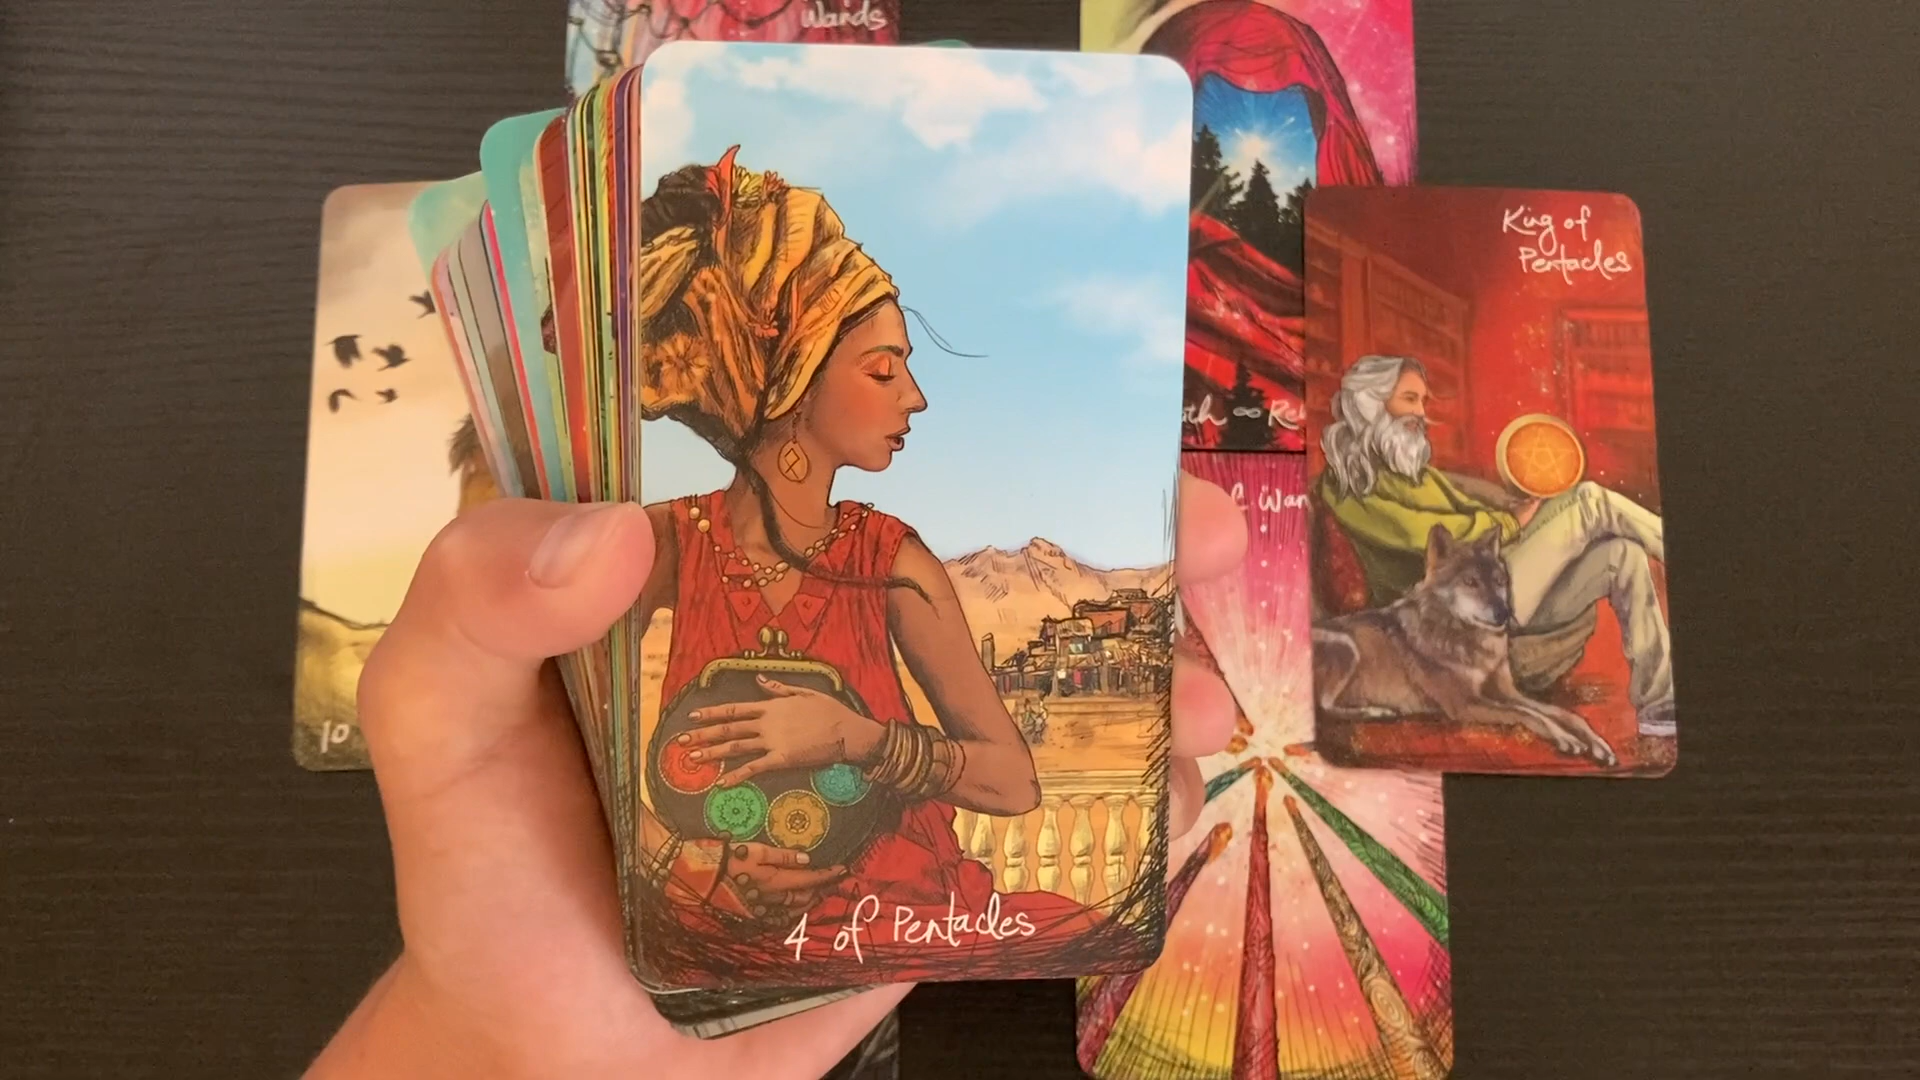 Wands
King of
Pentacles
10
4 of Pentacles